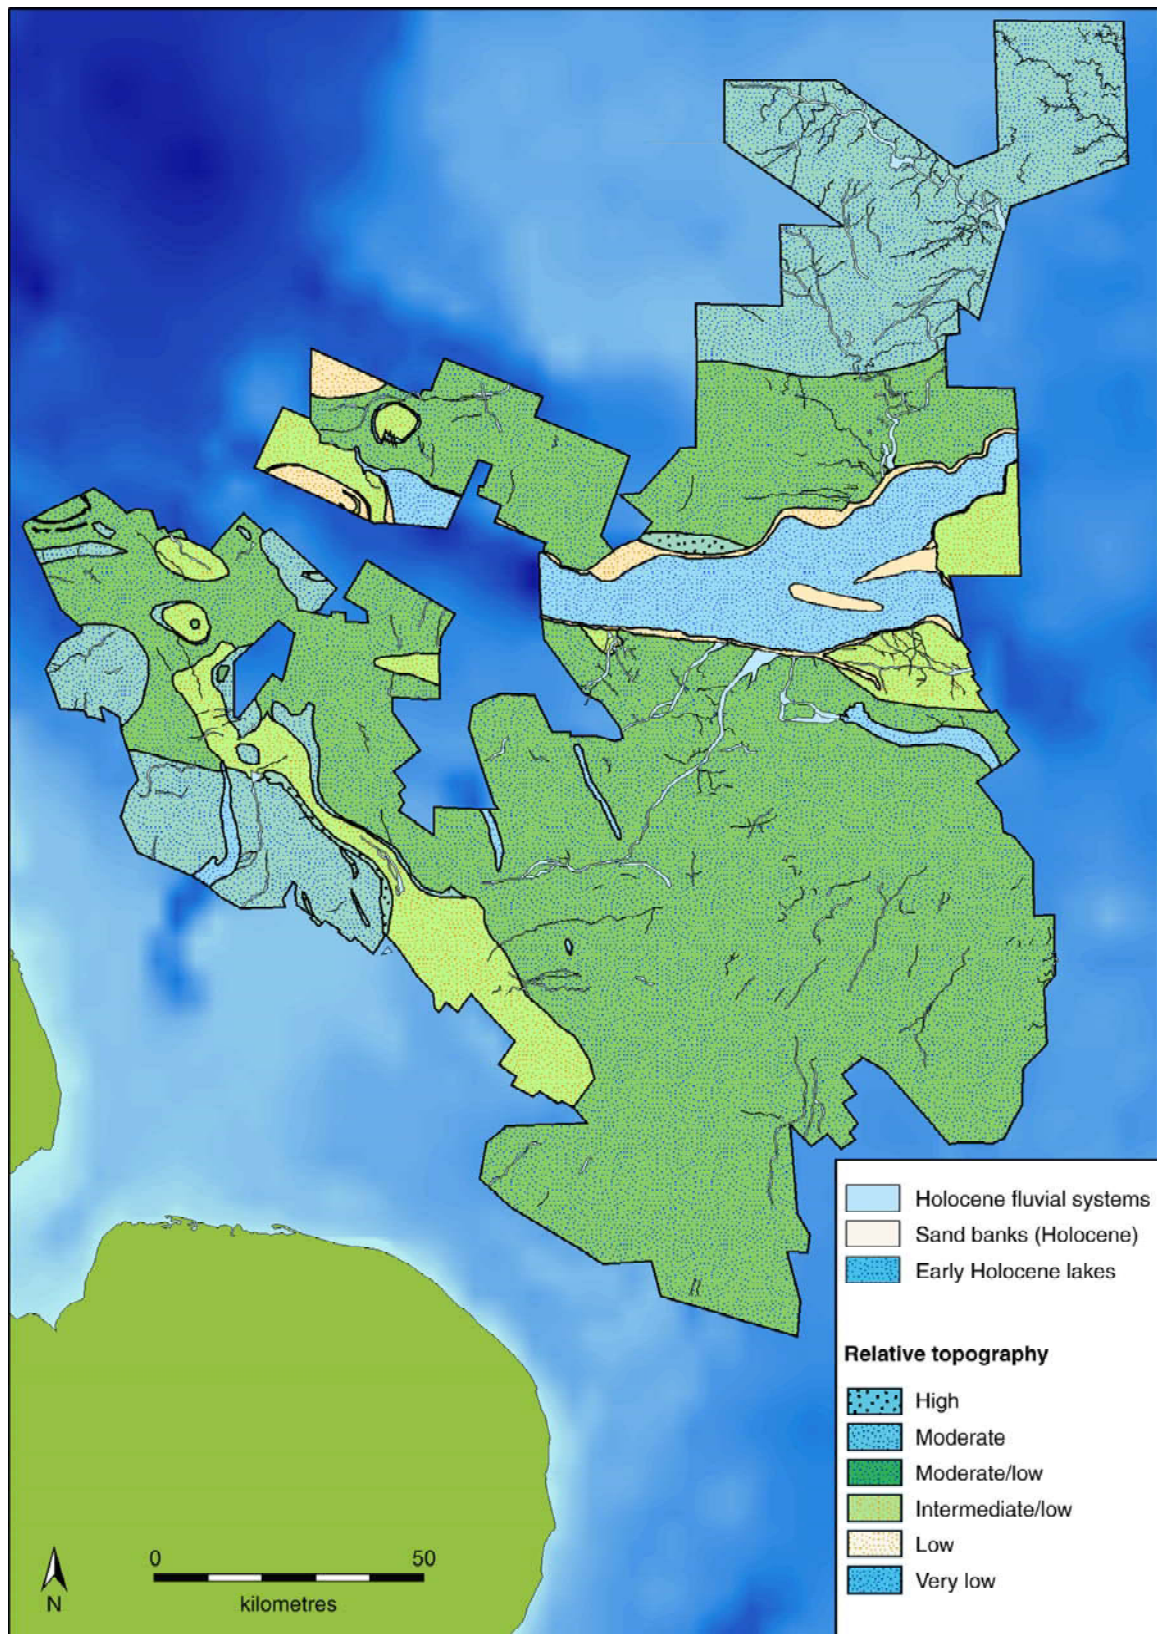 Holocene fluvial systems
Sand banks (Holocene)
Early Holocene lakes
Relative topography
High
Moderate
Moderate/low
Intermediate/low
Low
Very low
0 50
kilometres
N